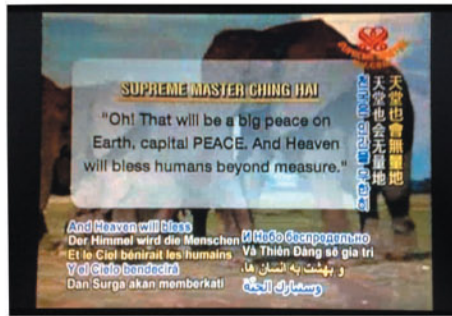 SUPREME MASTER CHING HAI
"Oh! That will be a big peace on
Earth, capital PEACE. And Heaven
will bless humans beyond measure."
天堂也會無量地
天堂也会无量地
And Heaven will bless
Der Himmel wird die Menschen
Et le Ciel bénirait les humains
Y el Cielo bendecirá
Dan Surga akan memberkati
И Небо беспредельно
Và Thiên Đàng sẽ gia trì
و بهشت به انسان ها،
وستبارك الجنّه